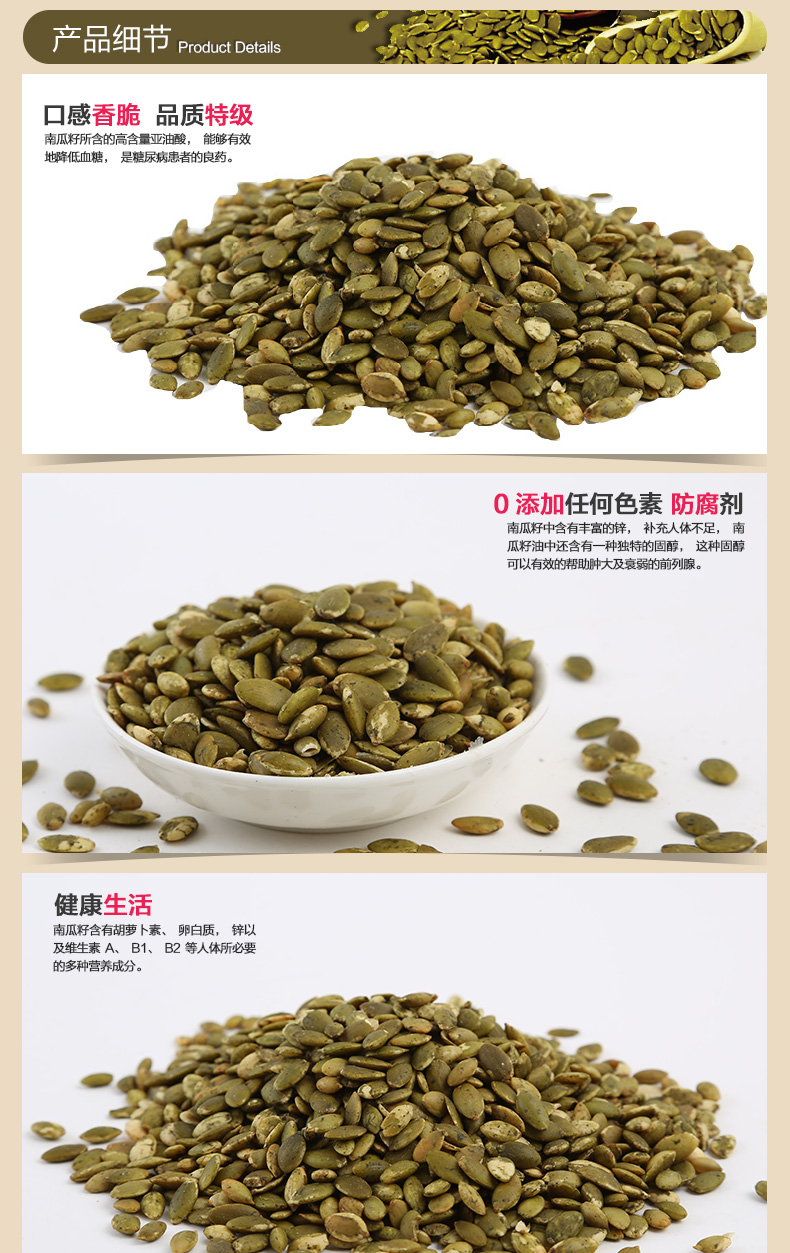 产品细节 Product Details
口感香脆 品质特级
南瓜籽所含的高含量亚油酸， 能够有效
地降低血糖， 是糖尿病患者的良药。
0 添加任何色素 防腐剂
南瓜籽中含有丰富的锌， 补充人体不足， 南
瓜籽油中还含有一种独特的固醇， 这种固醇
可以有效的帮助肿大及衰弱的前列腺。
健康生活
南瓜籽含有胡萝卜素、 卵白质， 锌以
及维生素 A、 B1、 B2 等人体所必要
的多种营养成分。